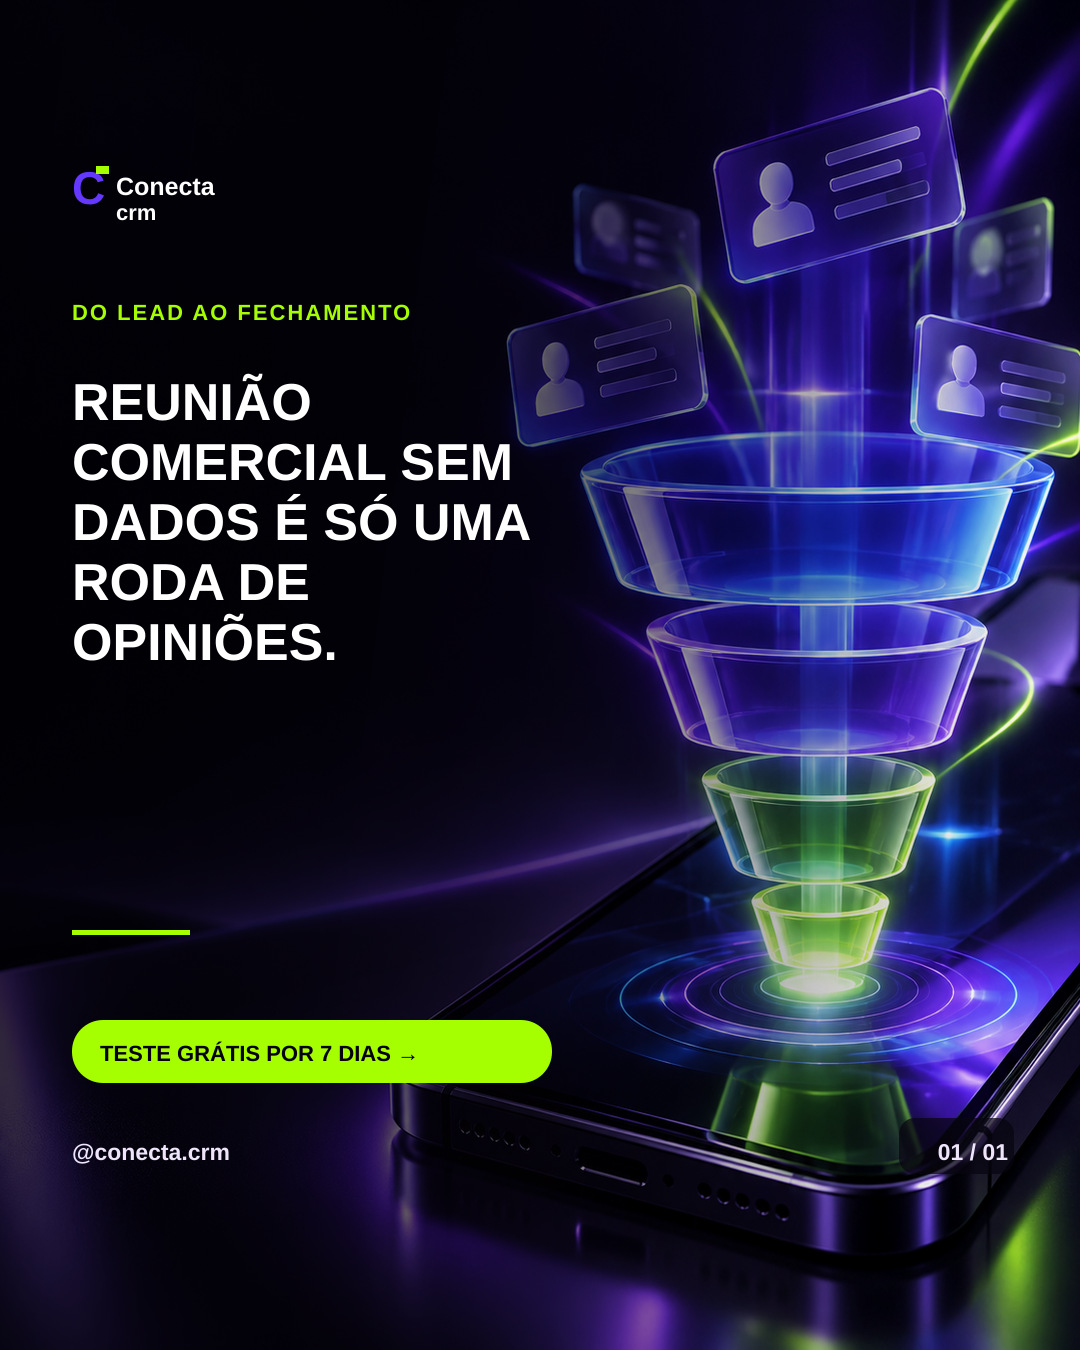 C Conecta
crm
DO LEAD AO FECHAMENTO
REUNIÃO
COMERCIAL SEM
DADOS É SÓ UMA
RODA DE
OPINIÕES.
TESTE GRÁTIS POR 7 DIAS →
@conecta.crm
01 / 01